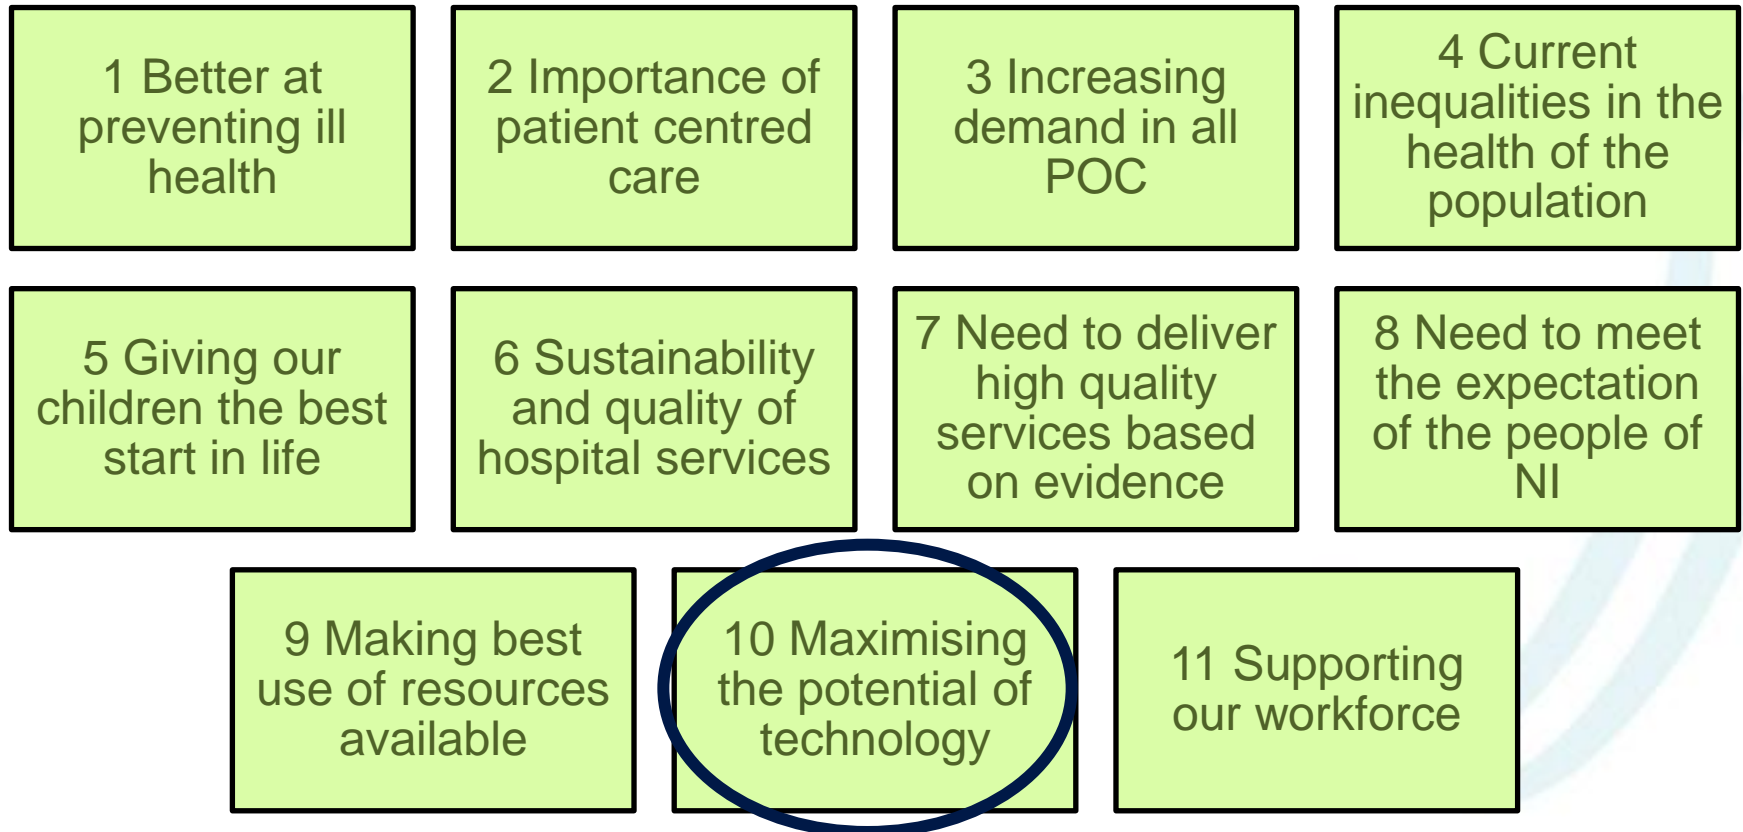 1 Better at
preventing ill
health
2 Importance of
patient centred
care
3 Increasing
demand in all
POC
4 Current
inequalities in the
health of the
population
5 Giving our
children the best
start in life
6 Sustainability
and quality of
hospital services
7 Need to deliver
high quality
services based
on evidence
8 Need to meet
the expectation
of the people of
NI
9 Making best
use of resources
available
10 Maximising
the potential of
technology
11 Supporting
our workforce